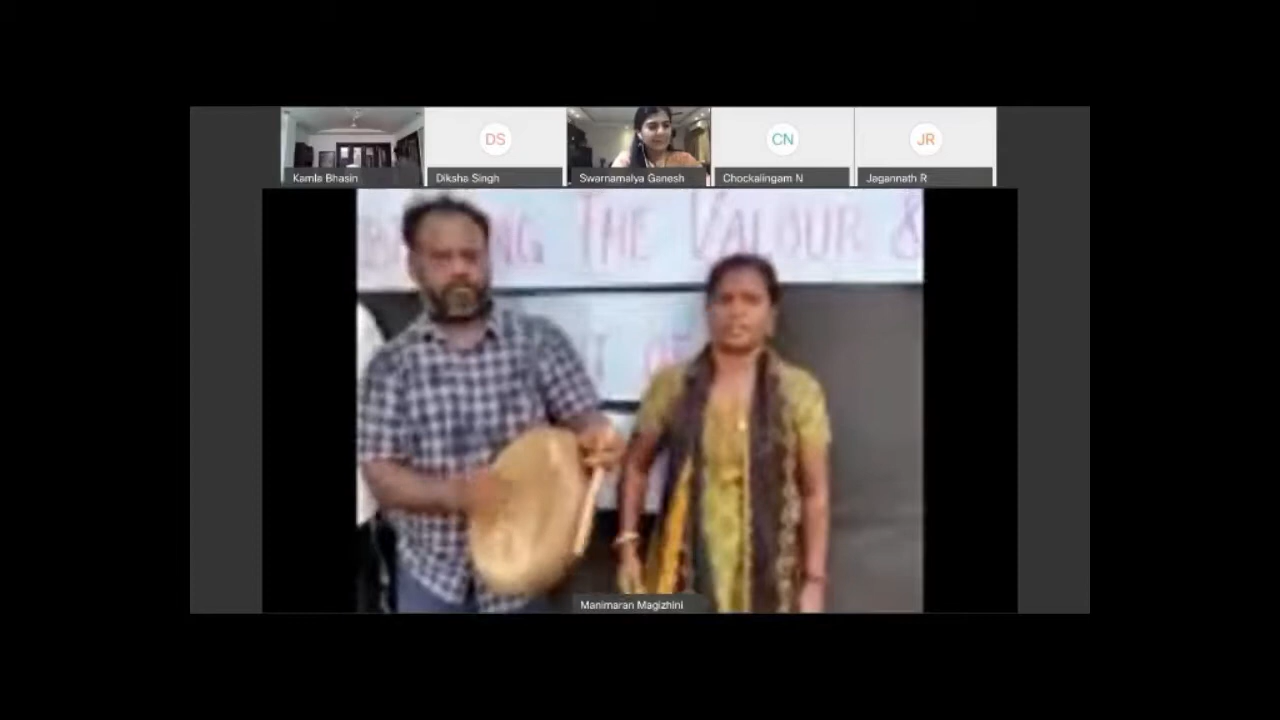 Kamla Bhasin
DS
Diksha Singh
Swarnamalya Ganesh
CN
Chockalingam N
JR
Jagannath R
THE VALOUR &
Manimaran Magizhini